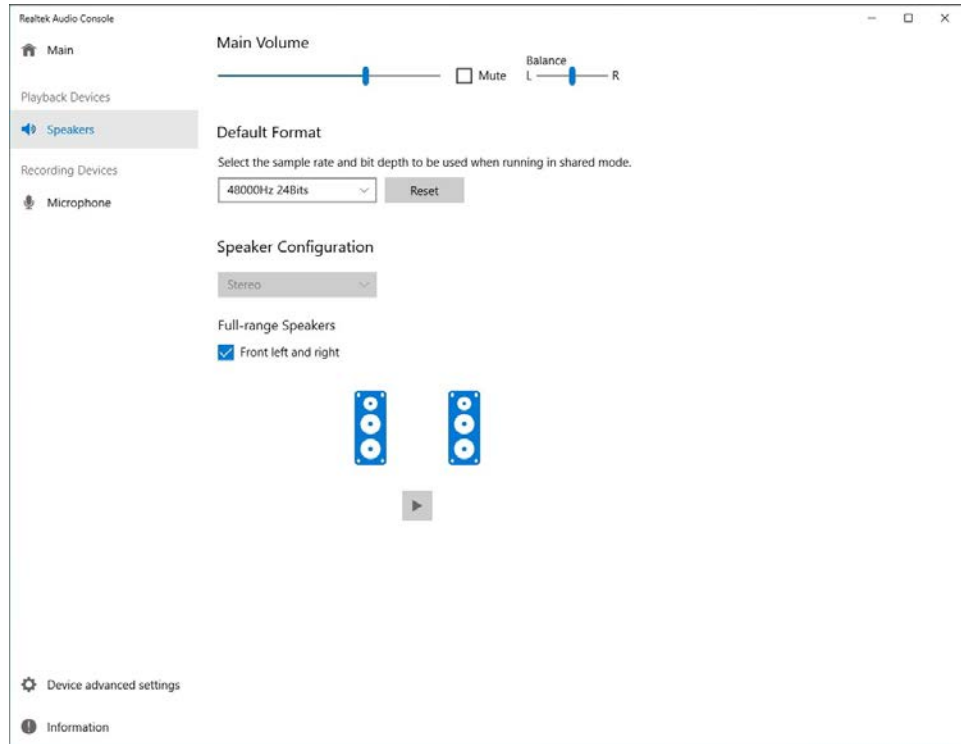 Realtek Audio Console
Main
Playback Devices
Speakers
Recording Devices
Microphone
Device advanced settings
Information
Main Volume
Mute
Balance
L R
Default Format
Select the sample rate and bit depth to be used when running in shared mode.
48000Hz 24Bits
Reset
Speaker Configuration
Stereo
Full-range Speakers
Front left and right